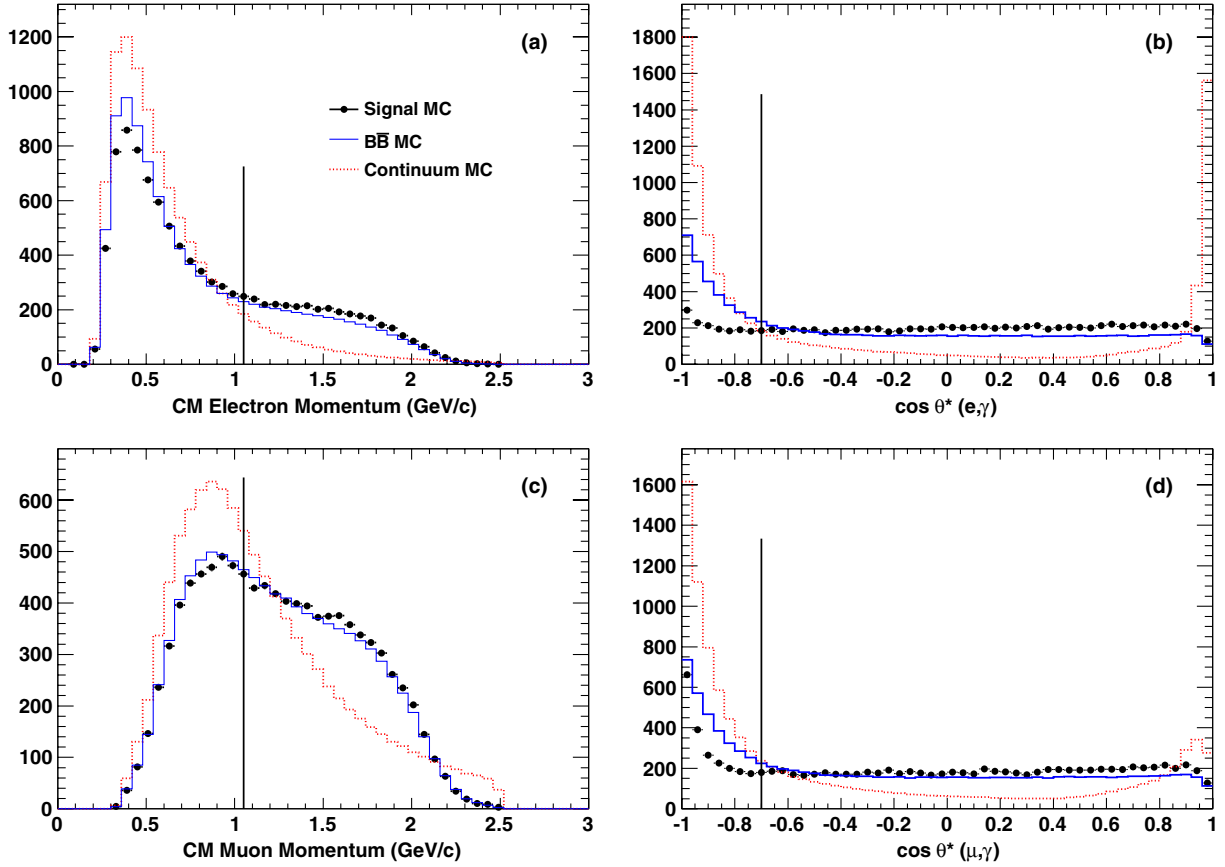 (a)
1200
1000
800
600
400
200
0
Signal MC
BB̅ MC
Continuum MC
0 0.5 1 1.5 2 2.5 3
CM Electron Momentum (GeV/c)
(b)
1800
1600
1400
1200
1000
800
600
400
200
0
-1 -0.8 -0.6 -0.4 -0.2 0 0.2 0.4 0.6 0.8 1
cos θ* (e,γ)
(c)
600
500
400
300
200
100
0
0 0.5 1 1.5 2 2.5 3
CM Muon Momentum (GeV/c)
(d)
1600
1400
1200
1000
800
600
400
200
0
-1 -0.8 -0.6 -0.4 -0.2 0 0.2 0.4 0.6 0.8 1
cos θ* (μ,γ)